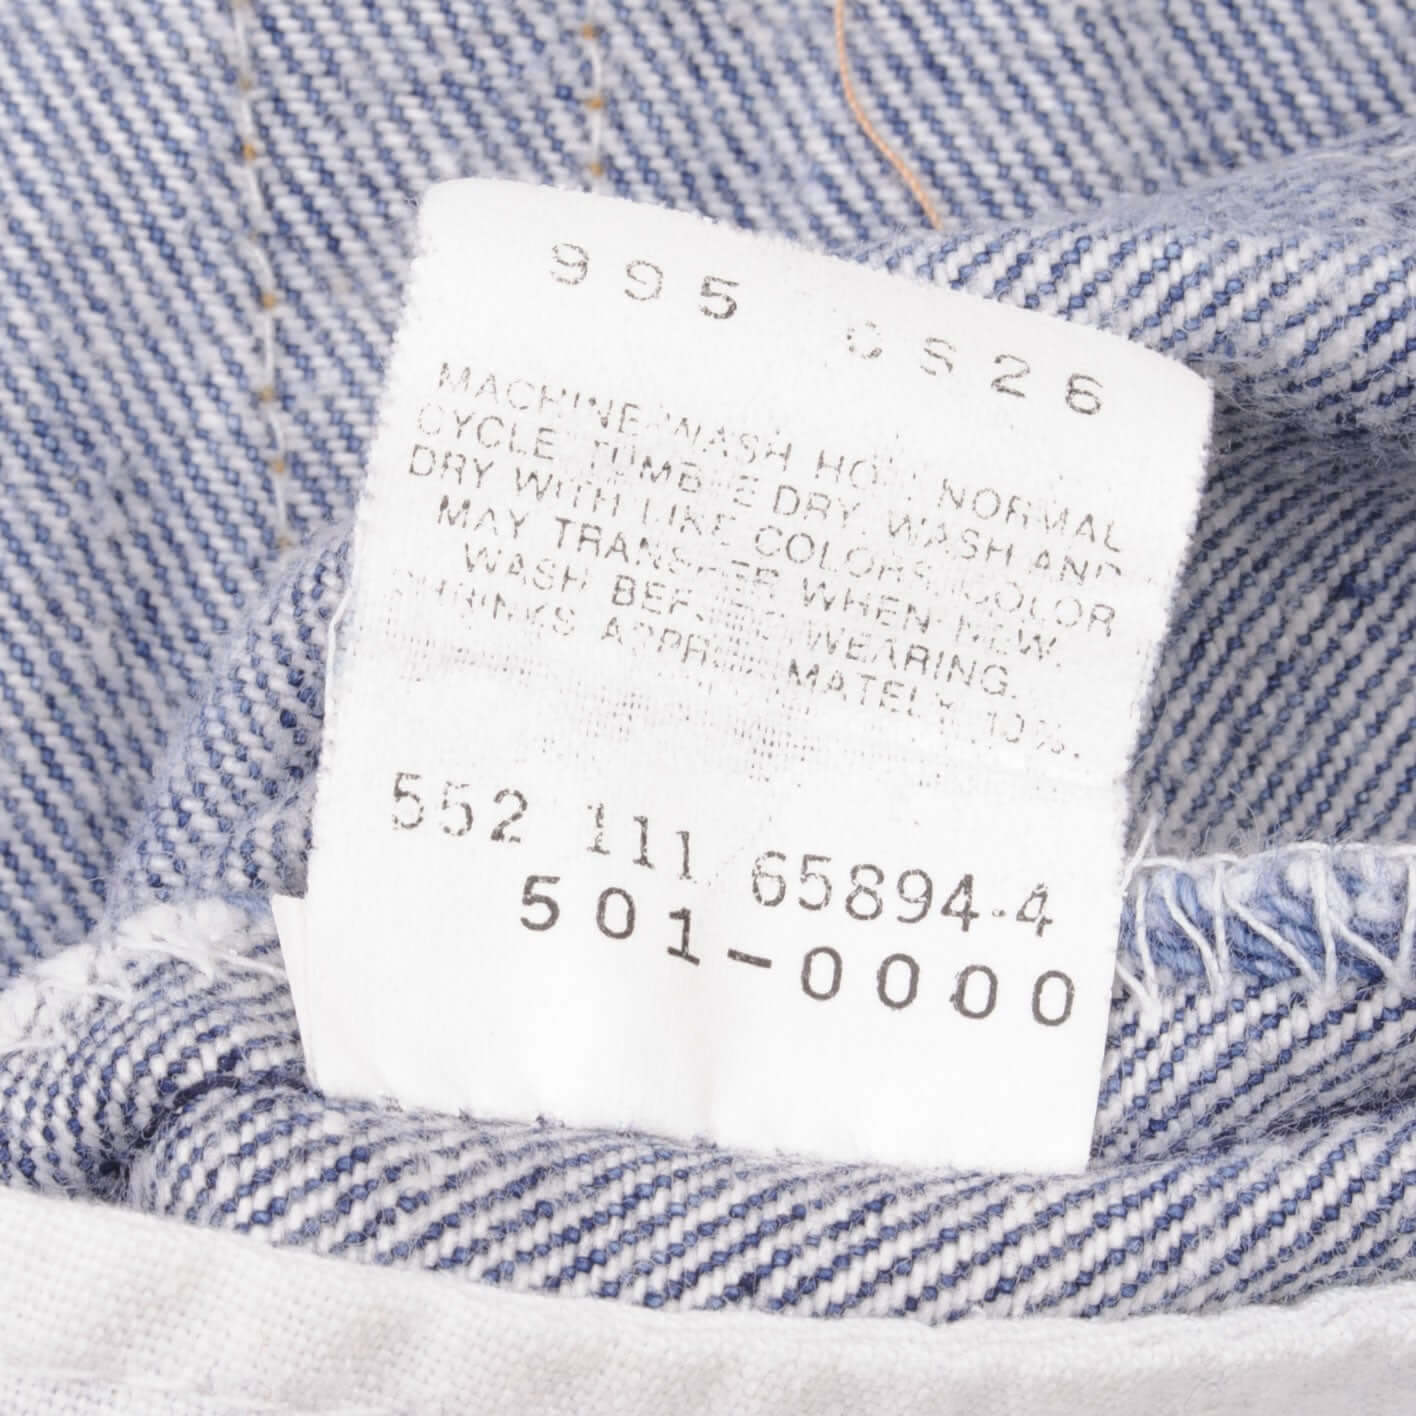 995 CS26
MACHINE WASH HOT NORMAL
CYCLE TUMBLE DRY. WASH AND
DRY WITH LIKE COLORS. COLOR
MAY TRANSFER WHEN NEW.
WASH BEFORE WEARING.
SHRINKS APPROXIMATELY 10%.
552 111 65894-4
501-0000